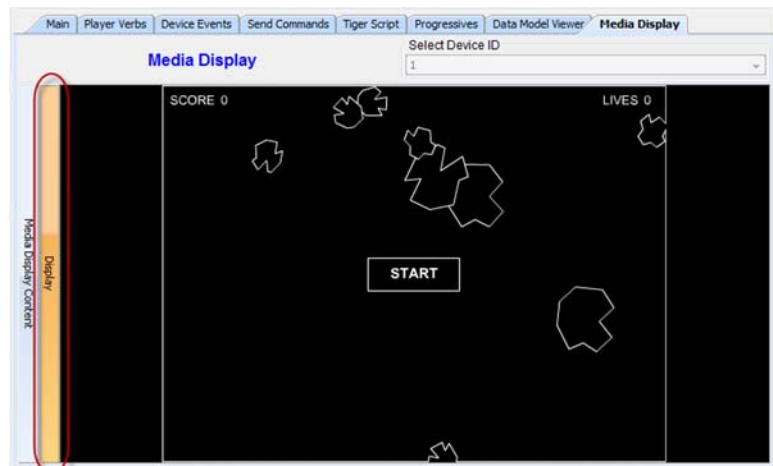 Main Player Verbs Device Events Send Commands Tiger Script Progressives Data Model Viewer Media Display
Media Display
Select Device ID
1
Media Display Content
Display
SCORE 0
LIVES 0
START